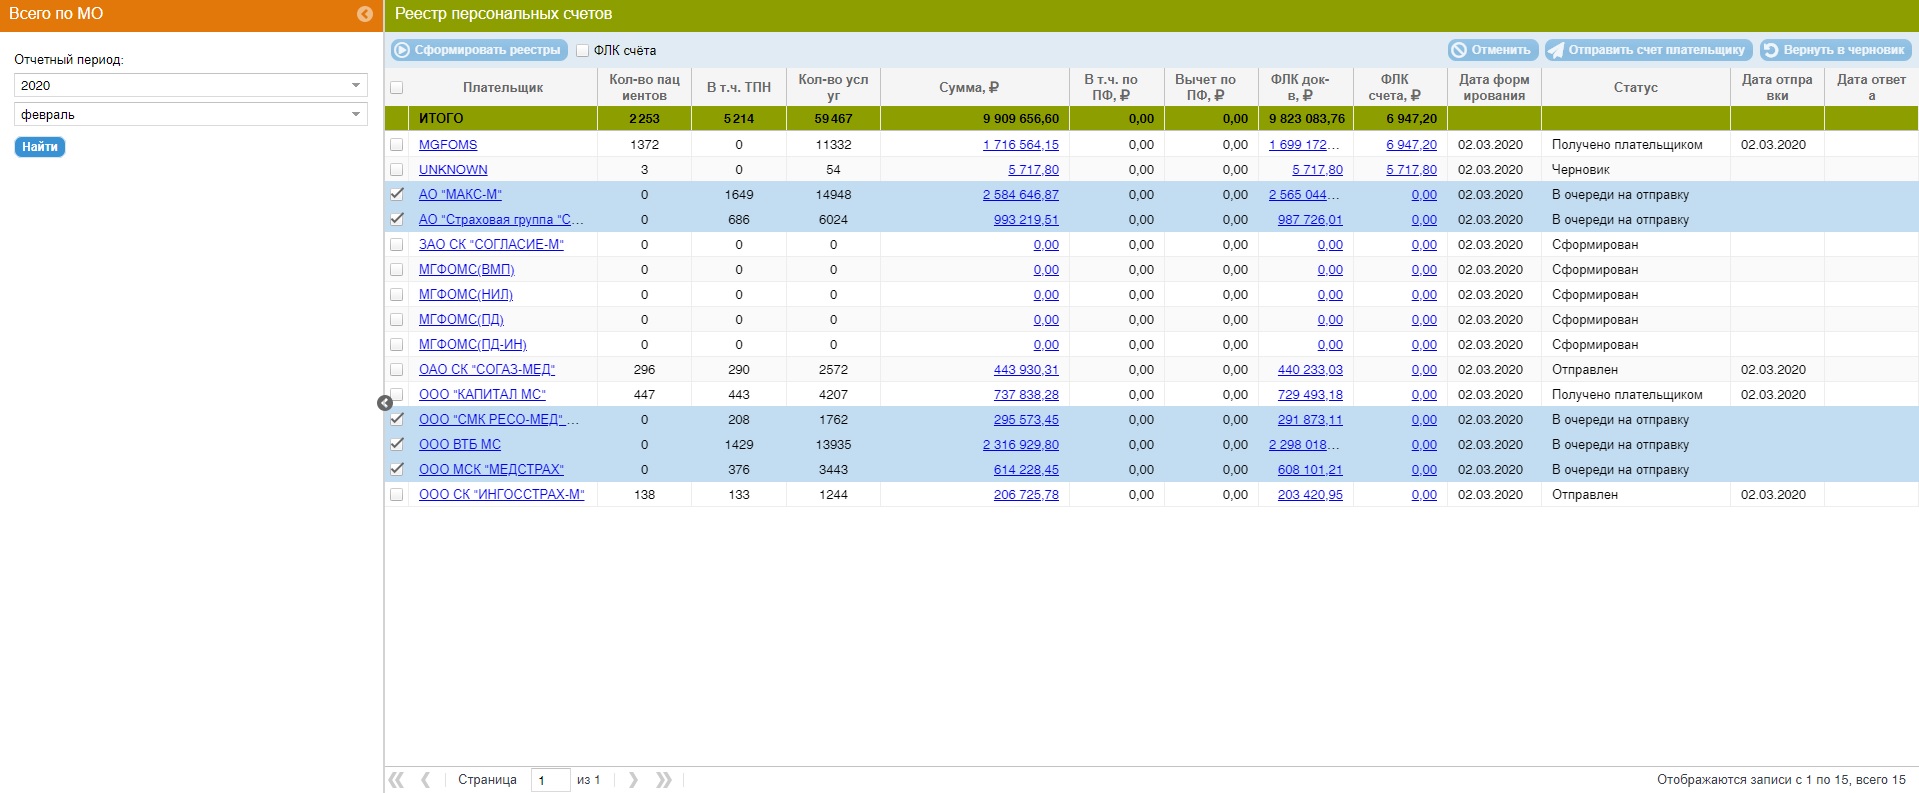 Всего по МО
Отчетный период:
2020
февраль
Найти
Реестр персональных счетов
Сформировать реестры ФЛК счёта Отменить Отправить счет плательщику Вернуть в черновик
Плательщик Кол-во пац иентов В т.ч. ТПН Кол-во усл уг Сумма, ₽ В т.ч. по ПФ, ₽ Вычет по ПФ, ₽ ФЛК док-в, ₽ ФЛК счета, ₽ Дата форм ирования Статус Дата отпра вки Дата ответ а
ИТОГО 2 253 5 214 59 467 9 909 656,60 0,00 0,00 9 823 083,76 6 947,20
MGFOMS 1372 0 11332 1 716 564,15 0,00 0,00 1 699 172... 6 947,20 02.03.2020 Получено плательщиком 02.03.2020
UNKNOWN 3 0 54 5 717,80 0,00 0,00 5 717,80 5 717,80 02.03.2020 Черновик
АО "МАКС-М" 0 1649 14948 2 584 646,87 0,00 0,00 2 565 044... 0,00 02.03.2020 В очереди на отправку
АО "Страховая группа "С... 0 686 6024 993 219,51 0,00 0,00 987 726,01 0,00 02.03.2020 В очереди на отправку
ЗАО СК "СОГЛАСИЕ-М" 0 0 0 0,00 0,00 0,00 0,00 0,00 02.03.2020 Сформирован
МГФОМС(ВМП) 0 0 0 0,00 0,00 0,00 0,00 0,00 02.03.2020 Сформирован
МГФОМС(НИЛ) 0 0 0 0,00 0,00 0,00 0,00 0,00 02.03.2020 Сформирован
МГФОМС(ПД) 0 0 0 0,00 0,00 0,00 0,00 0,00 02.03.2020 Сформирован
МГФОМС(ПД-ИН) 0 0 0 0,00 0,00 0,00 0,00 0,00 02.03.2020 Сформирован
ОАО СК "СОГАЗ-МЕД" 296 290 2572 443 930,31 0,00 0,00 440 233,03 0,00 02.03.2020 Отправлен 02.03.2020
ООО "КАПИТАЛ МС" 447 443 4207 737 838,28 0,00 0,00 729 493,18 0,00 02.03.2020 Получено плательщиком 02.03.2020
ООО "СМК РЕСО-МЕД" ... 0 208 1762 295 573,45 0,00 0,00 291 873,11 0,00 02.03.2020 В очереди на отправку
ООО ВТБ МС 0 1429 13935 2 316 929,80 0,00 0,00 2 298 018... 0,00 02.03.2020 В очереди на отправку
ООО МСК "МЕДСТРАХ" 0 376 3443 614 228,45 0,00 0,00 608 101,21 0,00 02.03.2020 В очереди на отправку
ООО СК "ИНГОССТРАХ-М" 138 133 1244 206 725,78 0,00 0,00 203 420,95 0,00 02.03.2020 Отправлен 02.03.2020
Страница 1 из 1 Отображаются записи с 1 по 15, всего 15